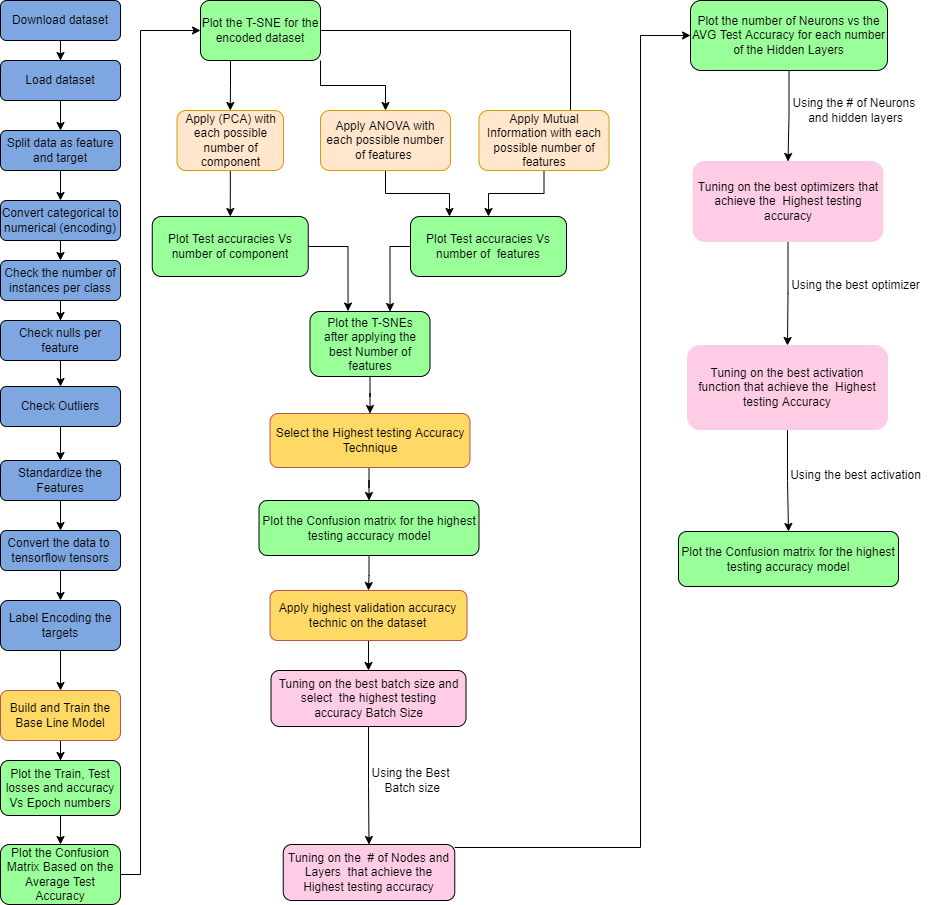 Download dataset
Load dataset
Split data as feature
and target
Convert categorical to
numerical (encoding)
Check the number of
instances per class
Check nulls per
feature
Check Outliers
Standardize the
Features
Convert the data to
tensorflow tensors
Label Encoding the
targets
Build and Train the
Base Line Model
Plot the Train, Test
losses and accuracy
Vs Epoch numbers
Plot the Confusion
Matrix Based on the
Average Test
Accuracy
Plot the T-SNE for the
encoded dataset
Apply (PCA) with
each possible
number of
component
Apply ANOVA with
each possible number
of features
Apply Mutual
Information with each
possible number of
features
Plot Test accuracies Vs
number of component
Plot Test accuracies Vs
number of  features
Plot the T-SNEs
after applying the
best Number of
features
Select the Highest testing Accuracy
Technique
Plot the Confusion matrix for the highest
testing accuracy model
Apply highest validation accuracy
technic on the dataset
Tuning on the best batch size and
select  the highest testing
accuracy Batch Size
Using the Best
Batch size
Tuning on the  # of Nodes and
Layers  that achieve the
Highest testing accuracy
Plot the number of Neurons vs the
AVG Test Accuracy for each number
of the Hidden Layers
Using the # of Neurons
and hidden layers
Tuning on the best optimizers that
achieve the  Highest testing
accuracy
Using the best optimizer
Tuning on the best activation
function that achieve the  Highest
testing Accuracy
Using the best activation
Plot the Confusion matrix for the highest
testing accuracy model